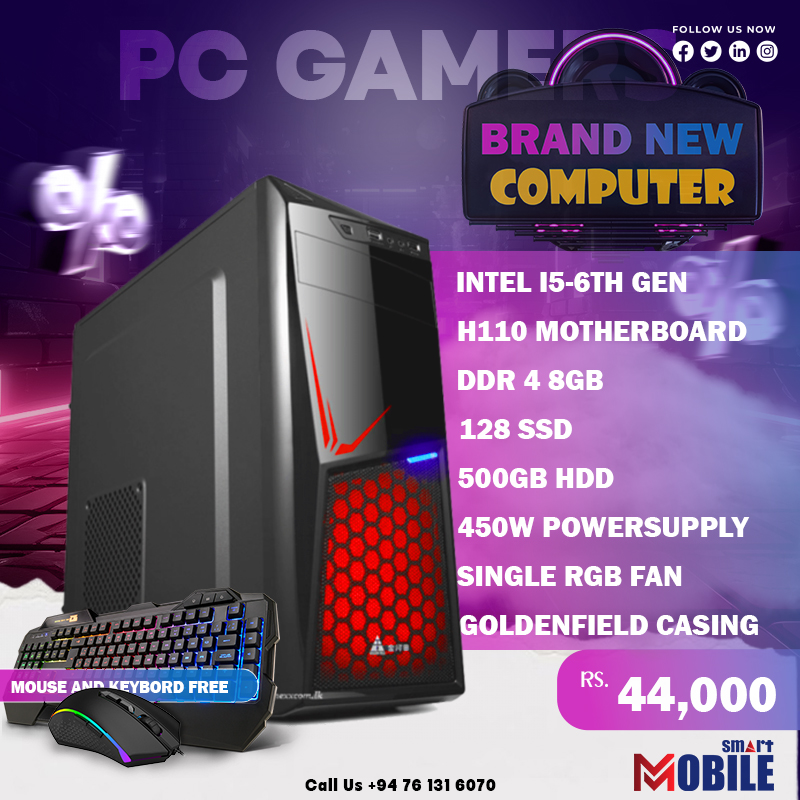 PC GAMERS
FOLLOW US NOW
BRAND NEW
COMPUTER
INTEL I5-6TH GEN
H110 MOTHERBOARD
DDR 4 8GB
128 SSD
500GB HDD
450W POWERSUPPLY
SINGLE RGB FAN
GOLDENFIELD CASING
MOUSE AND KEYBORD FREE
RS. 44,000
smart
MOBILE
Call Us +94 76 131 6070